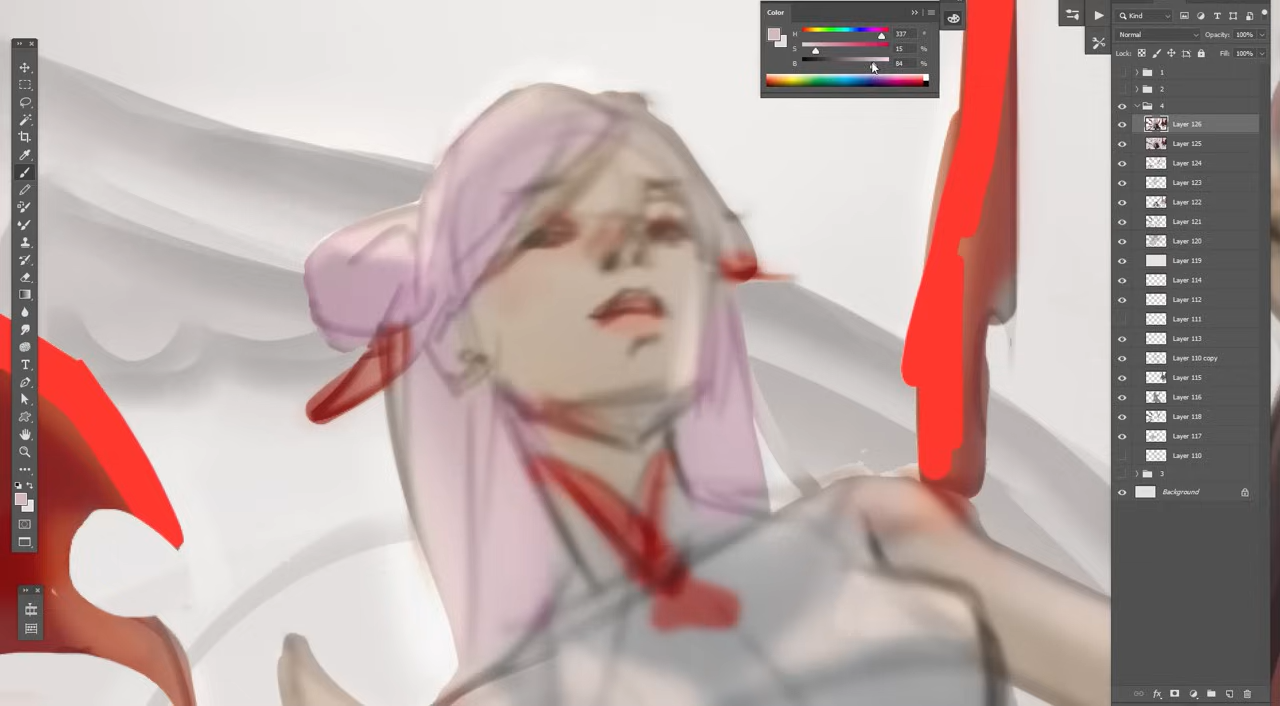 Color
H 337 °
S 15 %
B 84 %
Kind
Normal Opacity: 100%
Lock: Fill: 100%
1
2
4
Layer 126
Layer 125
Layer 124
Layer 123
Layer 122
Layer 121
Layer 120
Layer 119
Layer 114
Layer 112
Layer 111
Layer 113
Layer 110 copy
Layer 115
Layer 116
Layer 118
Layer 117
Layer 110
3
Background
T
fx